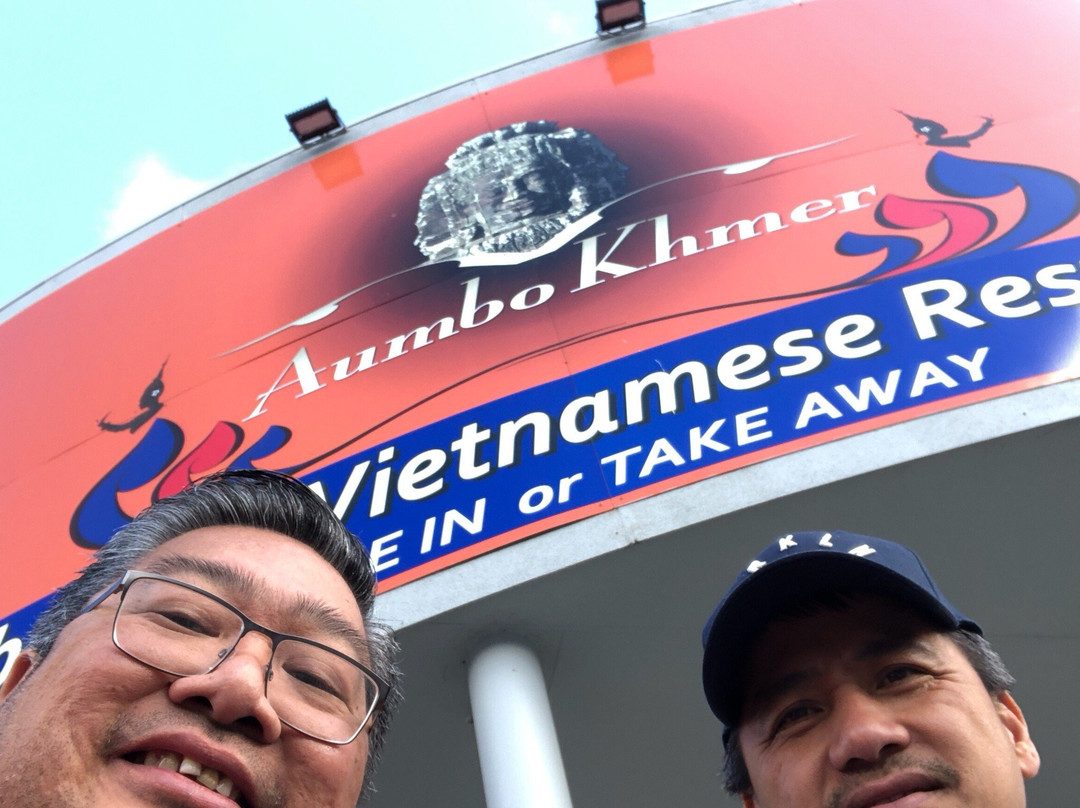 Aumbo Khmer
Vietnamese Res
E IN or TAKE AWAY